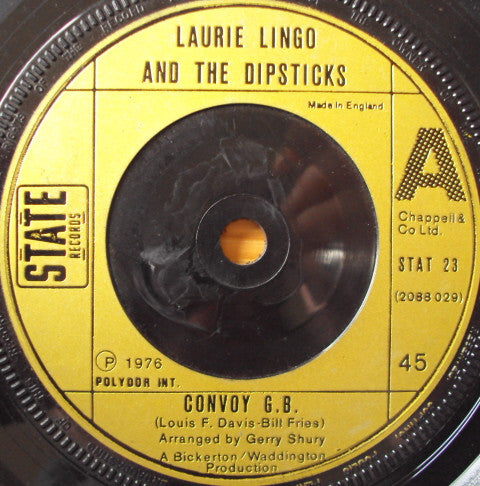 LAURIE LINGO
AND THE DIPSTICKS
Made in England
A
Chappell &
Co Ltd.
STATE
RECORDS
STAT 23
(2088 029)
℗ 1976
POLYDOR INT.
45
CONVOY G.B.
(Louis F. Davis-Bill Fries)
Arranged by Gerry Shury
A Bickerton/Waddington
Production